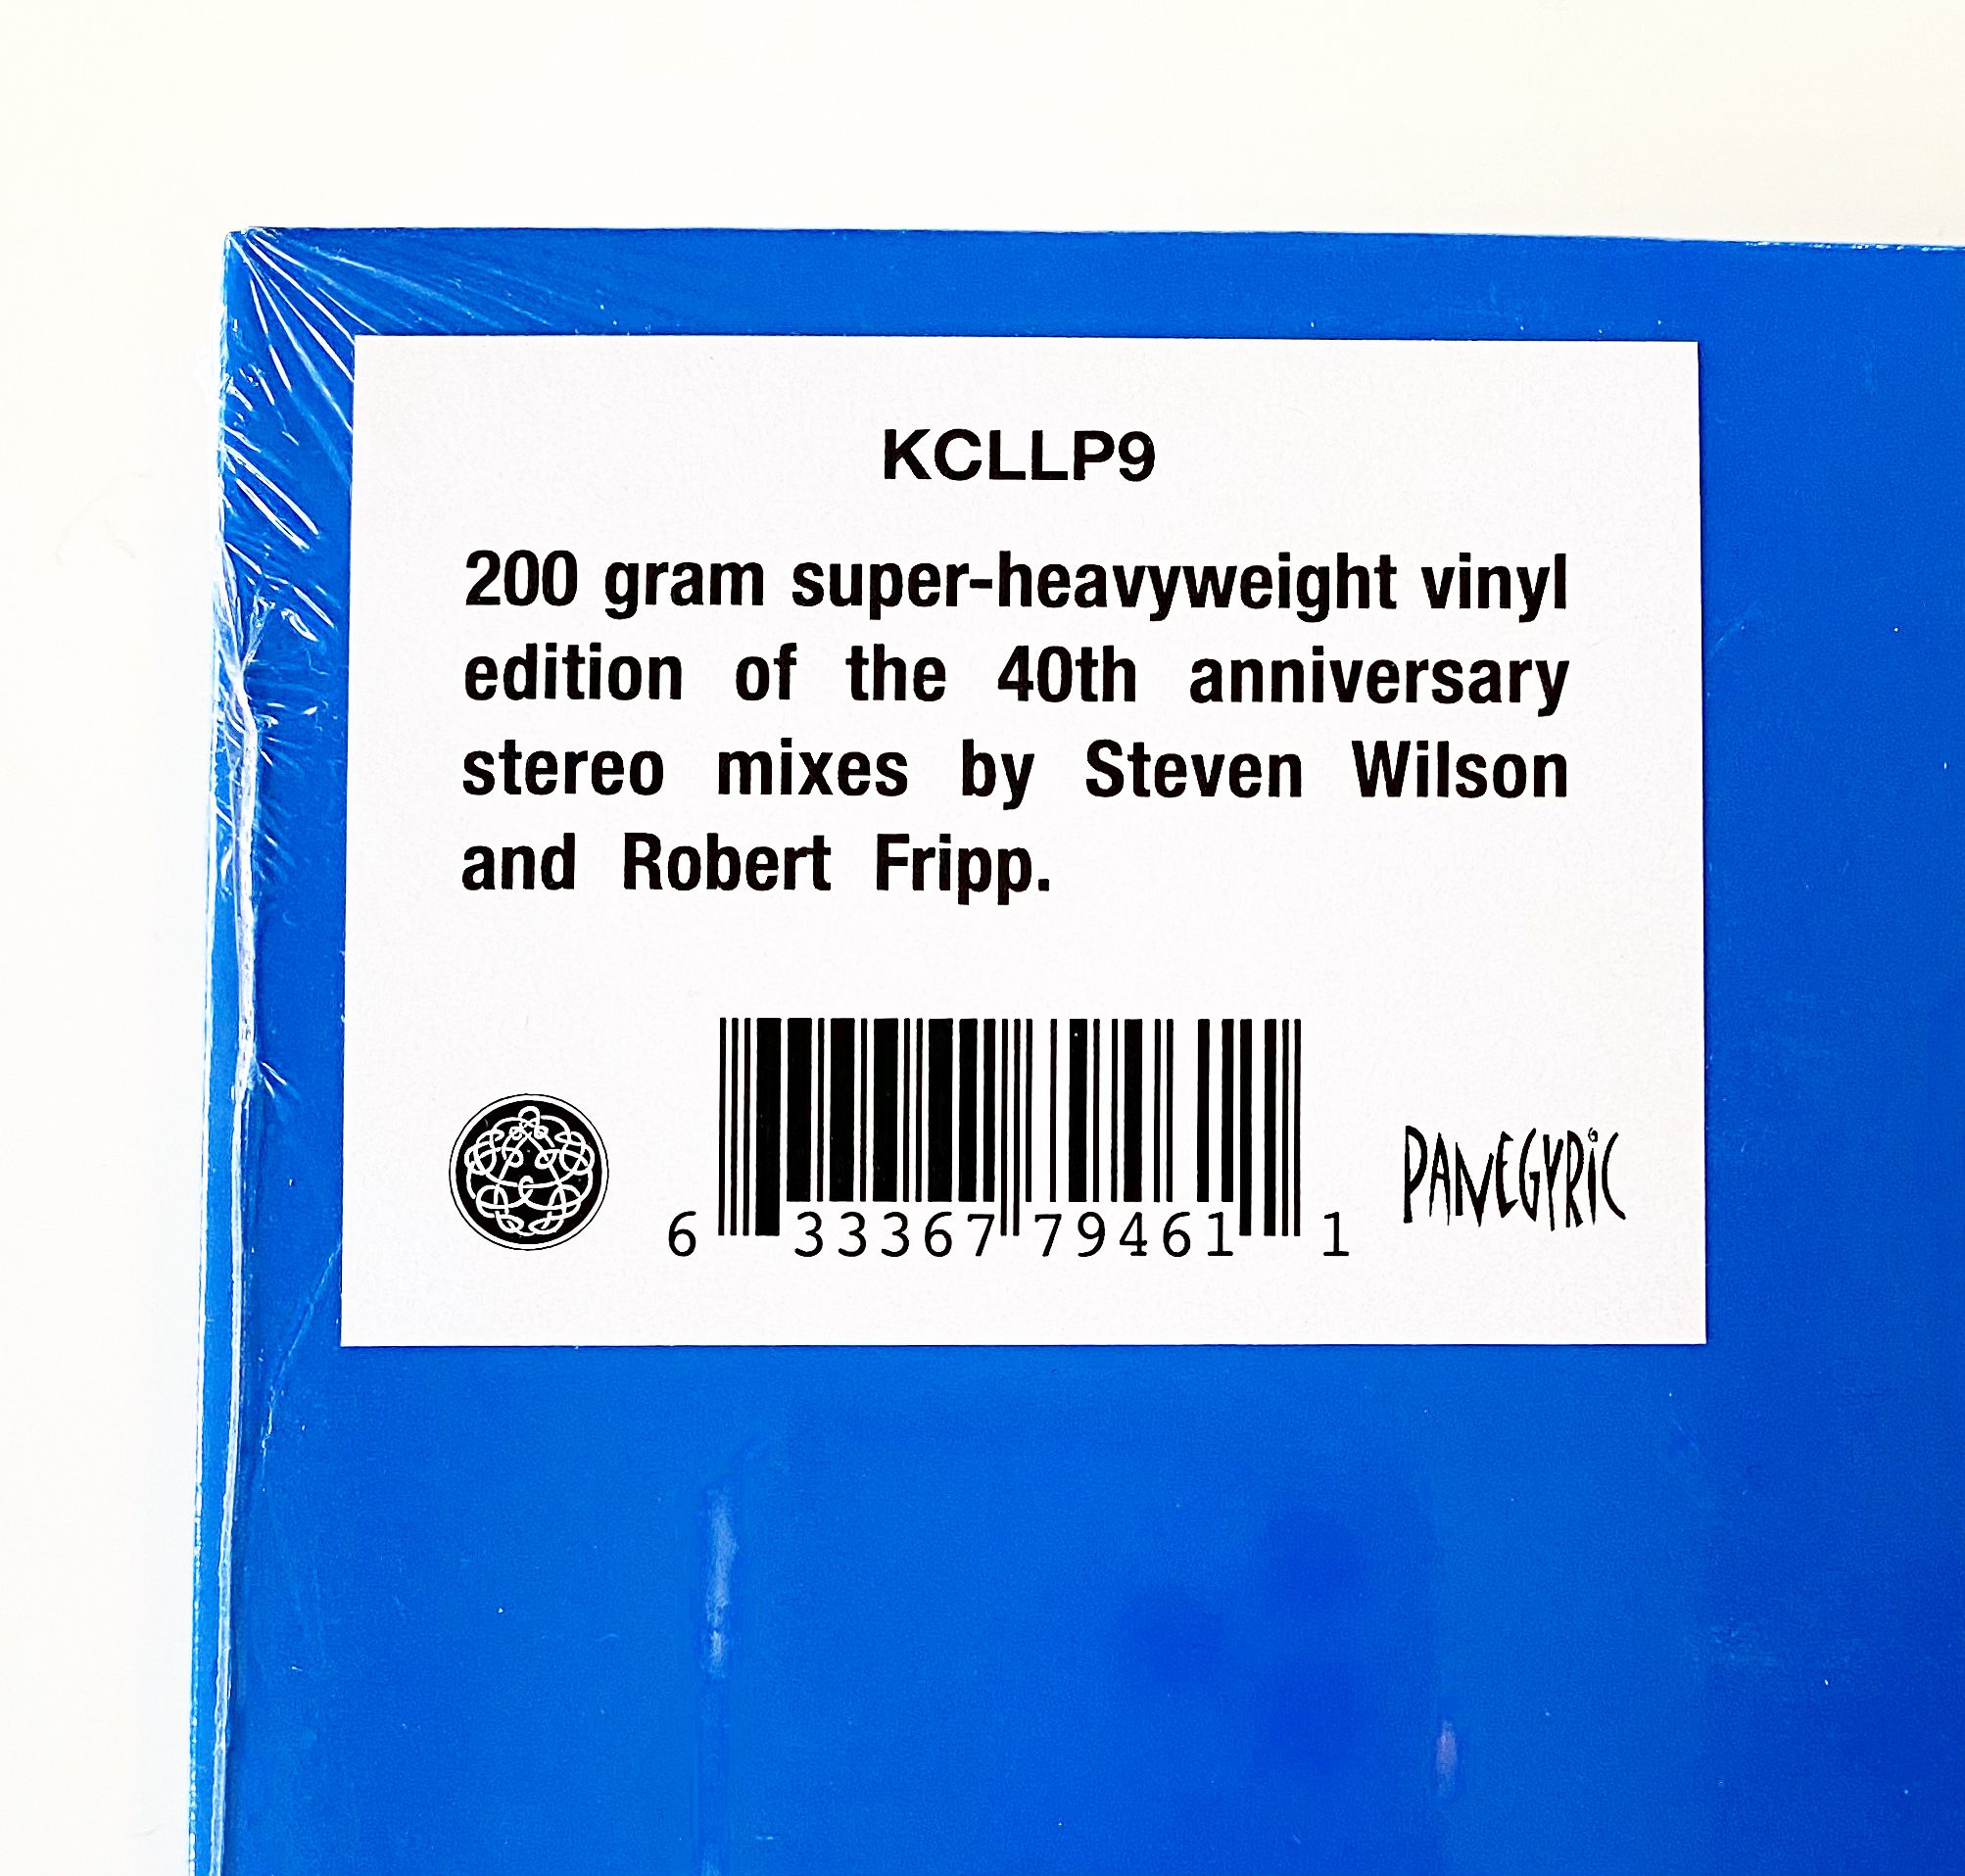 KCLLP9
200 gram super-heavyweight vinyl
edition of the 40th anniversary
stereo mixes by Steven Wilson
and Robert Fripp.
6 33367 79461 1
PANEGYRiC